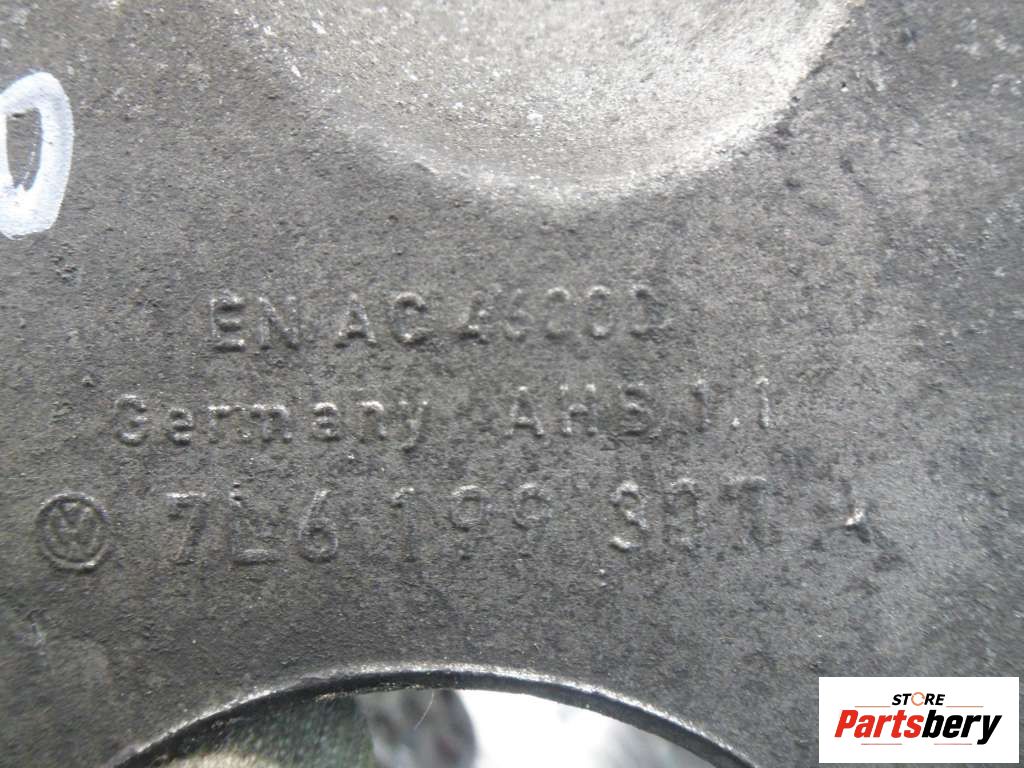 EN AC 46000
Germany AHB 1.1
7L6 199 307 A
STORE
Partsbery